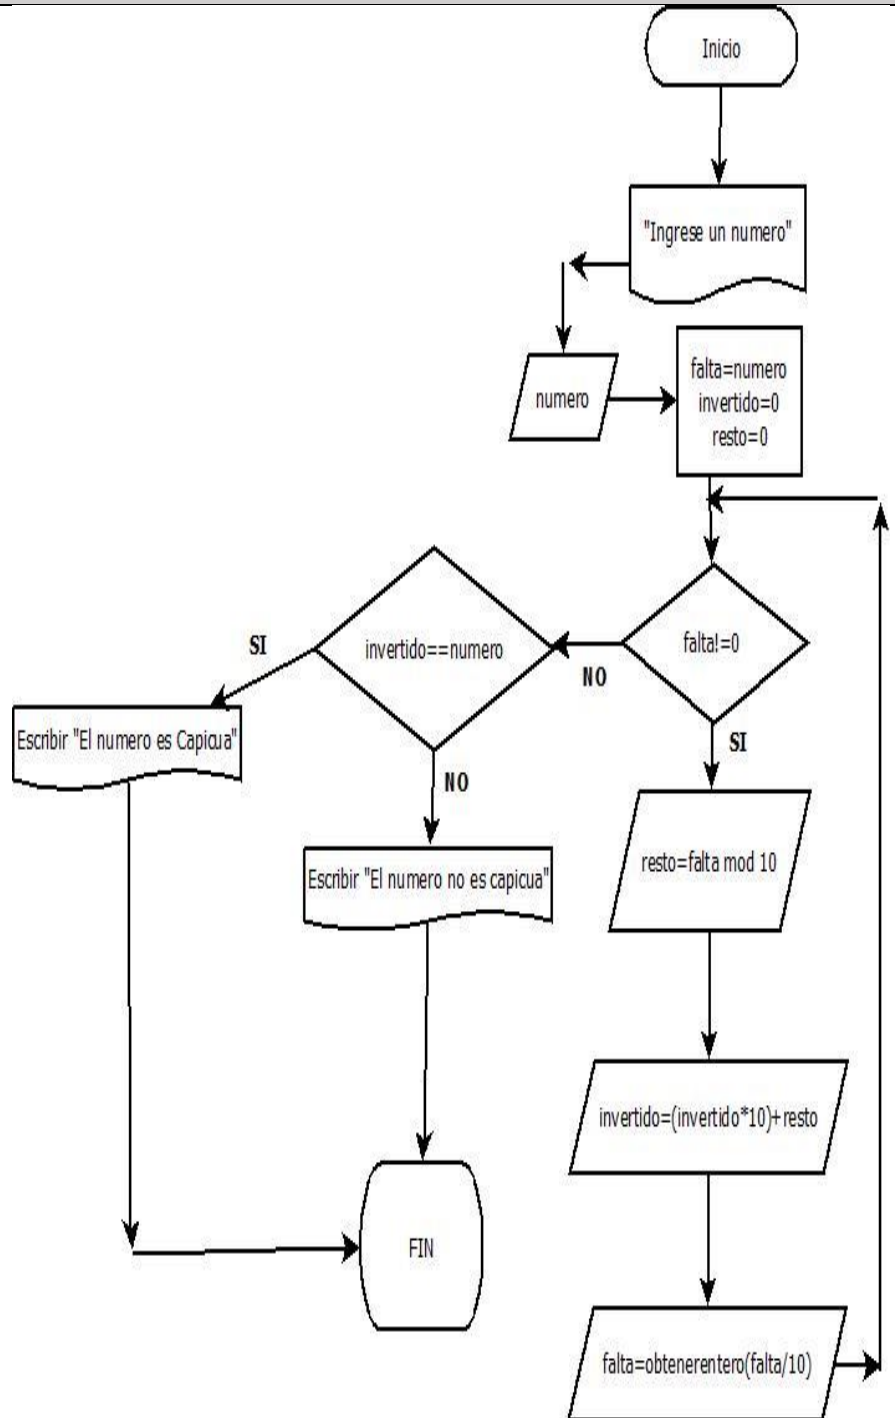 Inicio
"Ingrese un numero"
numero
falta=numero
invertido=0
resto=0
falta!=0
NO
SI
invertido==numero
SI
NO
Escribir "El numero es Capicua"
Escribir "El numero no es capicua"
resto=falta mod 10
invertido=(invertido*10)+resto
falta=obtenerentero(falta/10)
FIN